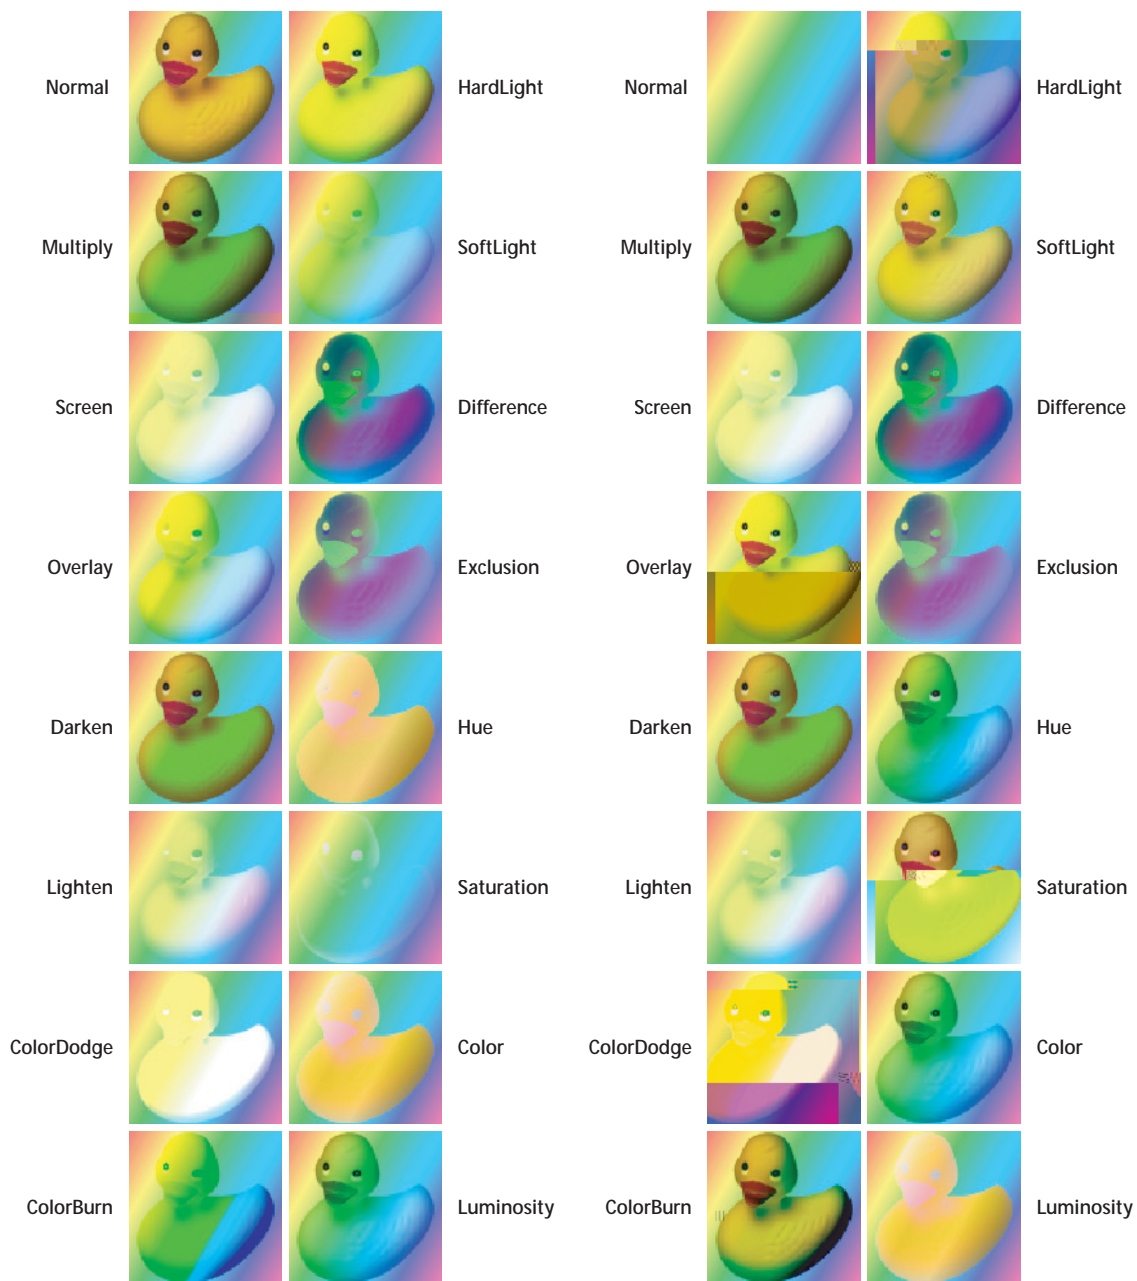 Normal HardLight Normal HardLight
Multiply SoftLight Multiply SoftLight
Screen Difference Screen Difference
Overlay Exclusion Overlay Exclusion
Darken Hue Darken Hue
Lighten Saturation Lighten Saturation
ColorDodge Color ColorDodge Color
ColorBurn Luminosity ColorBurn Luminosity